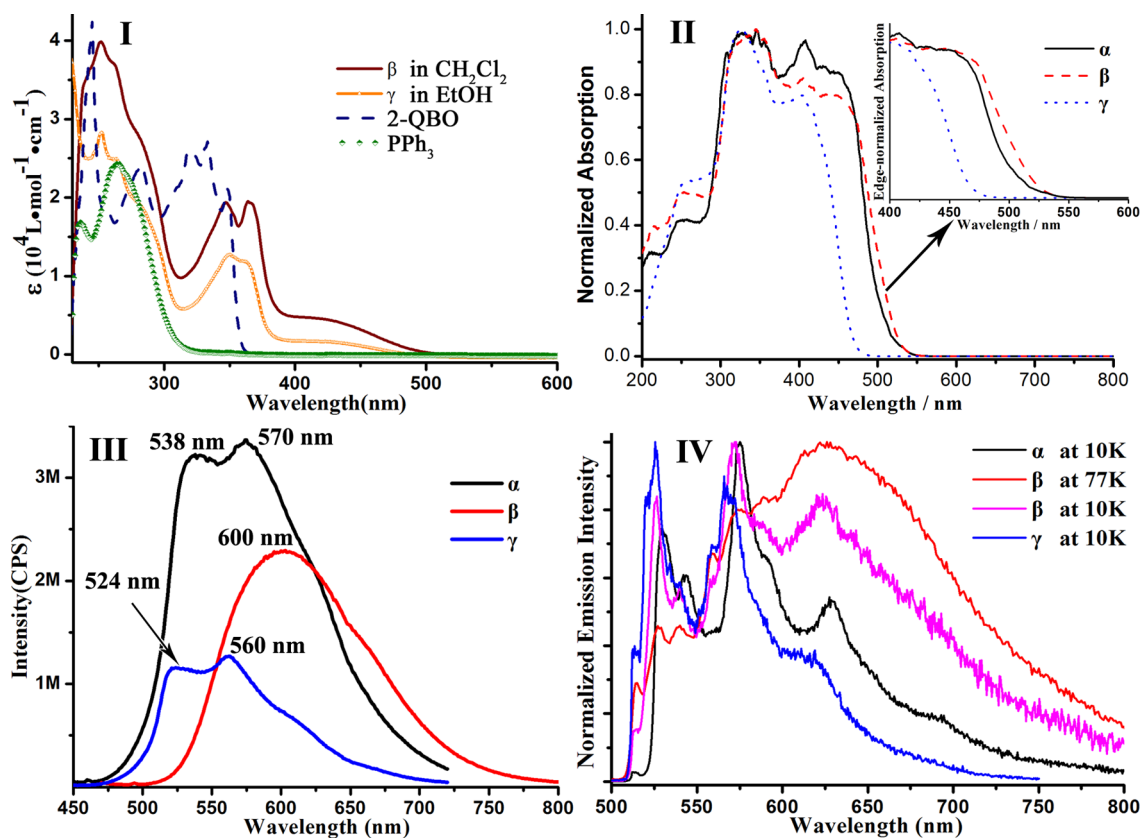 I
β in CH₂Cl₂
γ in EtOH
2-QBO
PPh₃
ε (10⁴L•mol⁻¹•cm⁻¹)
4
3
2
1
0
300
400
500
600
Wavelength(nm)
II
α
β
γ
Normalized Absorption
1.0
0.8
0.6
0.4
0.2
0.0
200
300
400
500
600
700
800
Wavelength / nm
Edge-normalized Absorption
400
450
500
550
600
Wavelength / nm
III
538 nm
570 nm
600 nm
524 nm
560 nm
α
β
γ
Intensity(CPS)
3M
2M
1M
450
500
550
600
650
700
750
800
Wavelength (nm)
IV
α at 10K
β at 77K
β at 10K
γ at 10K
Normalized Emission Intensity
500
550
600
650
700
750
800
Wavelength (nm)